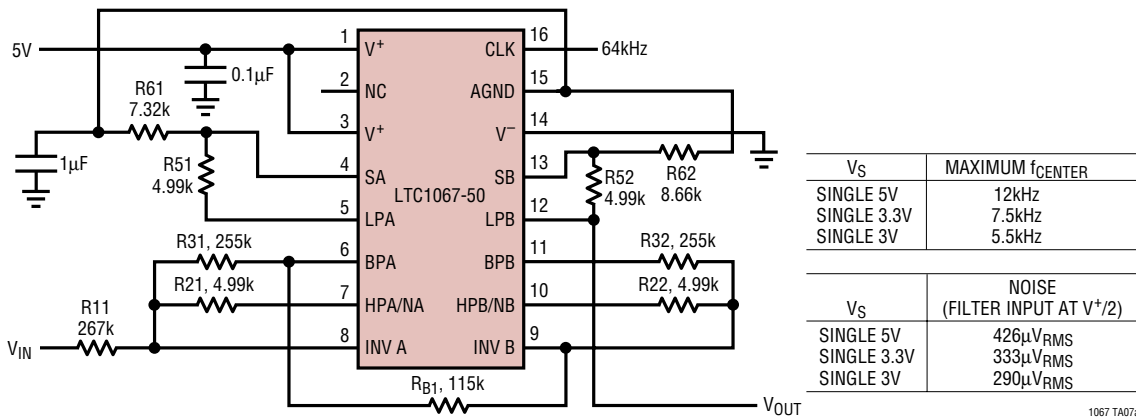 5V
0.1µF
R61
7.32k
1µF
R51
4.99k
R31, 255k
R21, 4.99k
R11
267k
VIN
RB1, 115k
1
V+
2
NC
3
V+
4
SA
5
LPA
6
BPA
7
HPA/NA
8
INV A
LTC1067-50
CLK
16
64kHz
AGND
15
V–
14
SB
13
LPB
12
BPB
11
HPB/NB
10
INV B
9
R52
4.99k
R62
8.66k
R32, 255k
R22, 4.99k
VOUT
VS MAXIMUM fCENTER
SINGLE 5V 12kHz
SINGLE 3.3V 7.5kHz
SINGLE 3V 5.5kHz
NOISE
VS (FILTER INPUT AT V+/2)
SINGLE 5V 426µVRMS
SINGLE 3.3V 333µVRMS
SINGLE 3V 290µVRMS
1067 TA07a